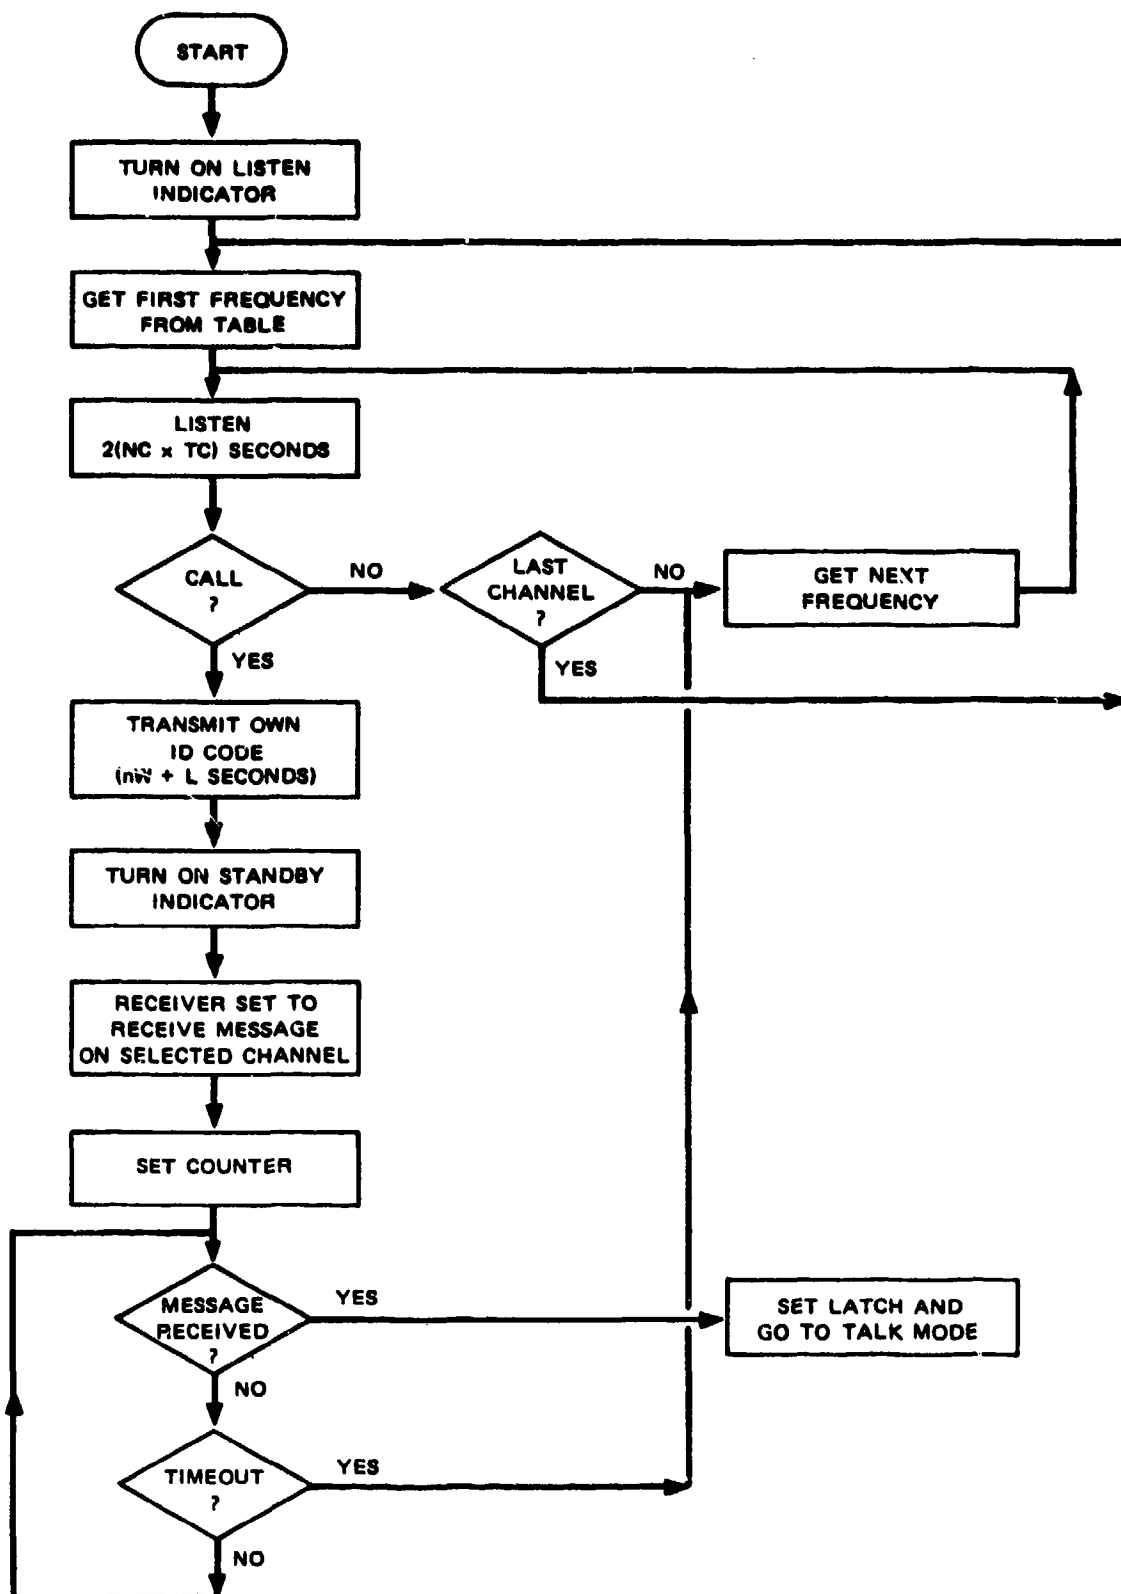 START
TURN ON LISTEN
INDICATOR
GET FIRST FREQUENCY
FROM TABLE
LISTEN
2(NC x TC) SECONDS
CALL
?
NO
YES
LAST
CHANNEL
?
NO
YES
GET NEXT
FREQUENCY
TRANSMIT OWN
ID CODE
(nW + L SECONDS)
TURN ON STANDBY
INDICATOR
RECEIVER SET TO
RECEIVE MESSAGE
ON SELECTED CHANNEL
SET COUNTER
MESSAGE
RECEIVED
?
YES
NO
SET LATCH AND
GO TO TALK MODE
TIMEOUT
?
YES
NO